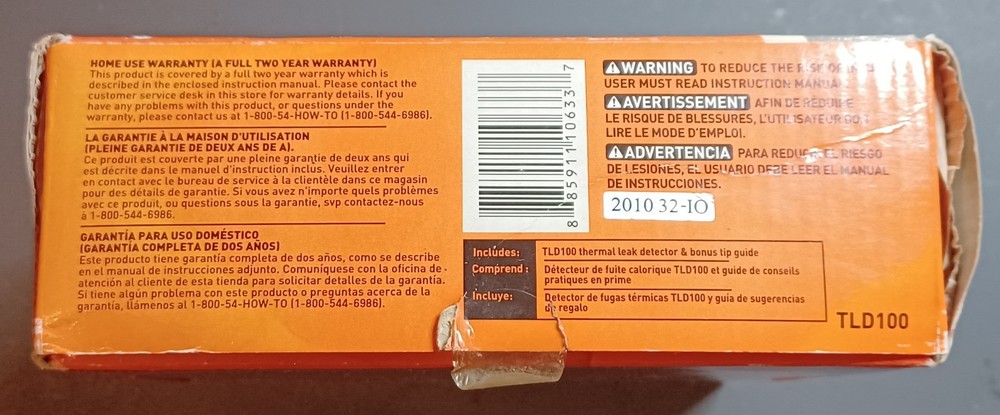 HOME USE WARRANTY (A FULL TWO YEAR WARRANTY)
This product is covered by a full two year warranty which is
described in the enclosed instruction manual. Please contact the
customer service desk in this store for warranty details. If you
have any problems with this product, or questions under the
warranty, please contact us at 1-800-54-HOW-TO (1-800-544-6986).
LA GARANTIE À LA MAISON D'UTILISATION
(PLEINE GARANTIE DE DEUX ANS DE A).
Ce produit est couverte par une pleine garantie de deux ans qui
est décrite dans le manuel d'instruction inclus. Veuillez entrer
en contact avec le bureau de service à la clientèle dans ce magasin
pour des détails de garantie. Si vous avez n'importe quels problèmes
avec ce produit, ou questions sous la garantie, svp contactez-nous
à 1-800-544-6986.
GARANTÍA PARA USO DOMÉSTICO
(GARANTÍA COMPLETA DE DOS AÑOS)
Este producto tiene garantía completa de dos años, como se describe
en el manual de instrucciones adjunto. Comuníquese con la oficina de
atención al cliente de esta tienda para solicitar detalles de la garantía.
Si tiene algún problema con este producto o preguntas acerca de la
garantía, llámenos al 1-800-54-HOW-TO (1-800-544-6986).
8 85911 10633 7
WARNING TO REDUCE THE RISK OF
USER MUST READ INSTRUCTION MANUAL
AVERTISSEMENT AFIN DE RÉDUIRE
LE RISQUE DE BLESSURES, L'UTILISATEUR DOIT
LIRE LE MODE D'EMPLOI.
ADVERTENCIA PARA REDUCIR EL RIESGO
DE LESIONES, EL USUARIO DEBE LEER EL MANUAL
DE INSTRUCCIONES.
2010 32-IO
Includes: TLD100 thermal leak detector & bonus tip guide
Comprend : Détecteur de fuite calorique TLD100 et guide de conseils
pratiques en prime
Incluye: Detector de fugas térmicas TLD100 y guía de sugerencias
de regalo
TLD100